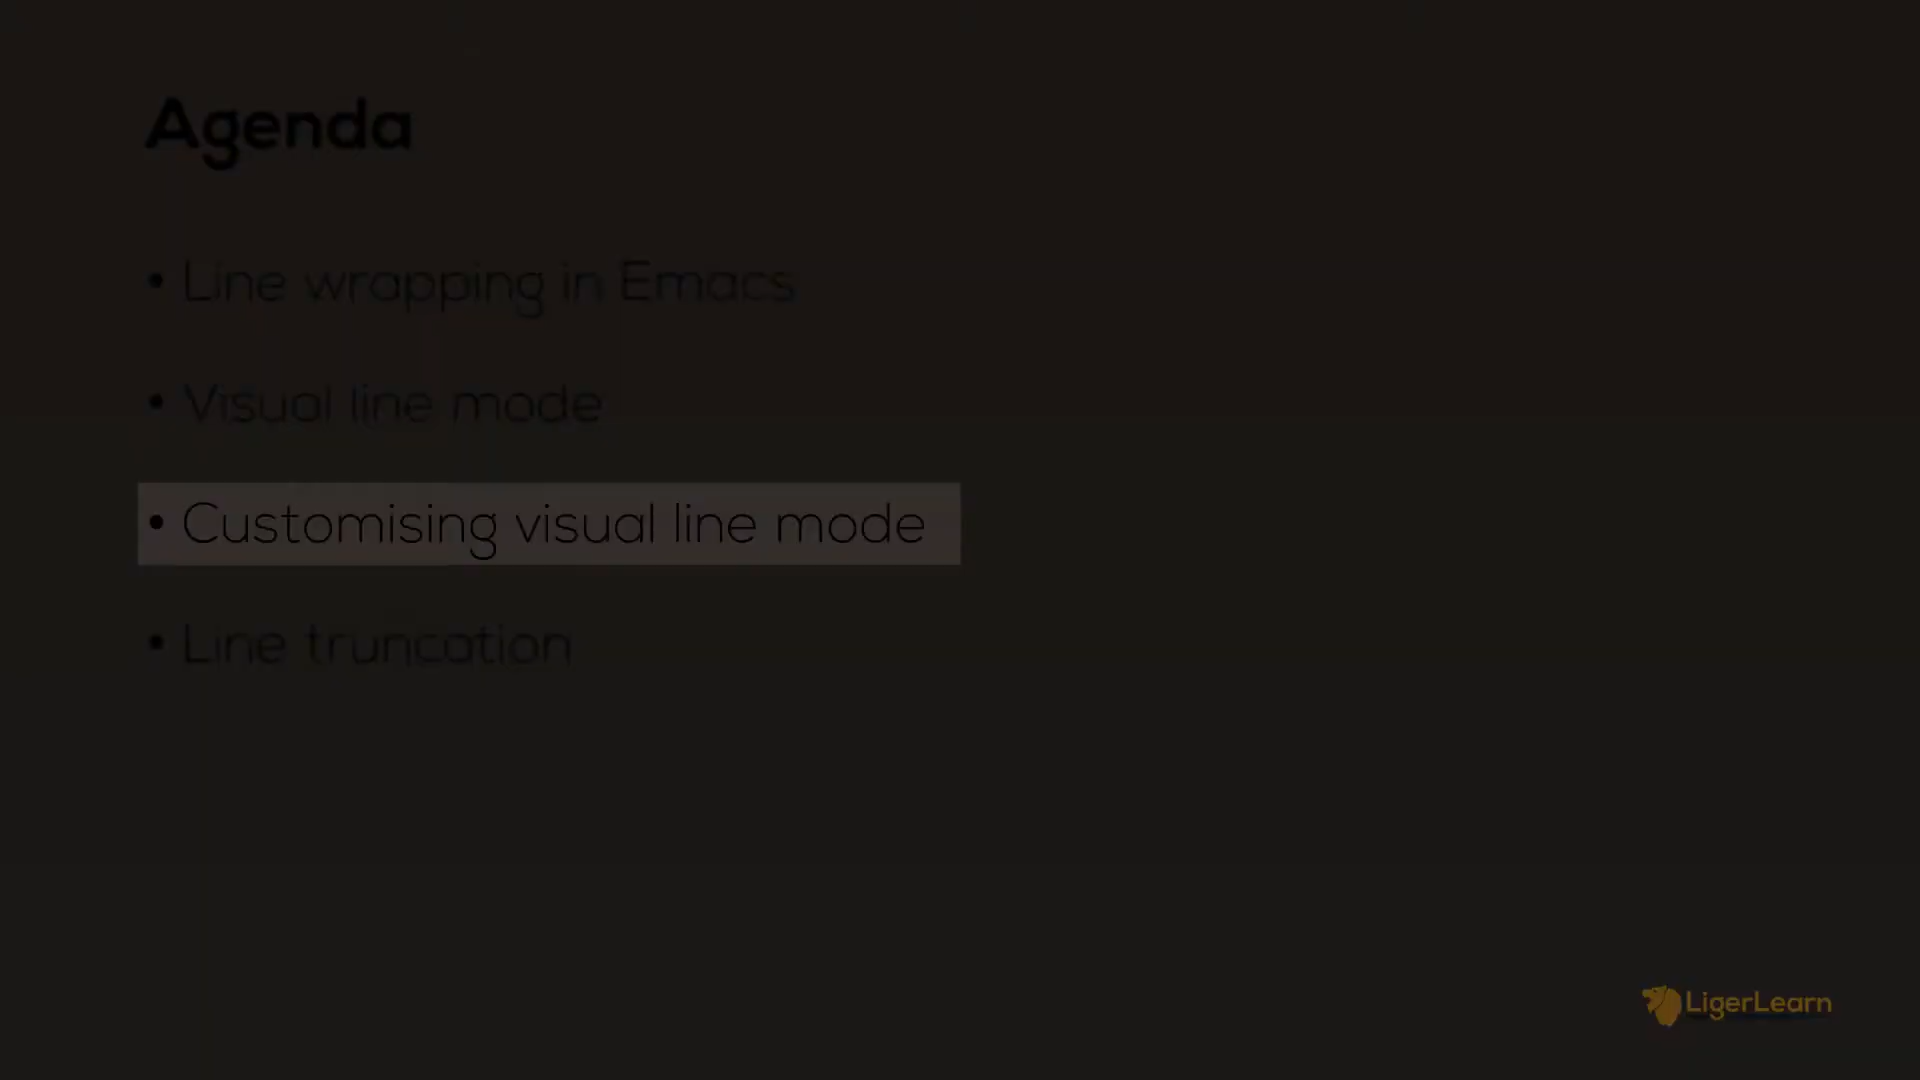 Agenda
• Line wrapping in Emacs
• Visual line mode
• Customising visual line mode
• Line truncation
LigerLearn